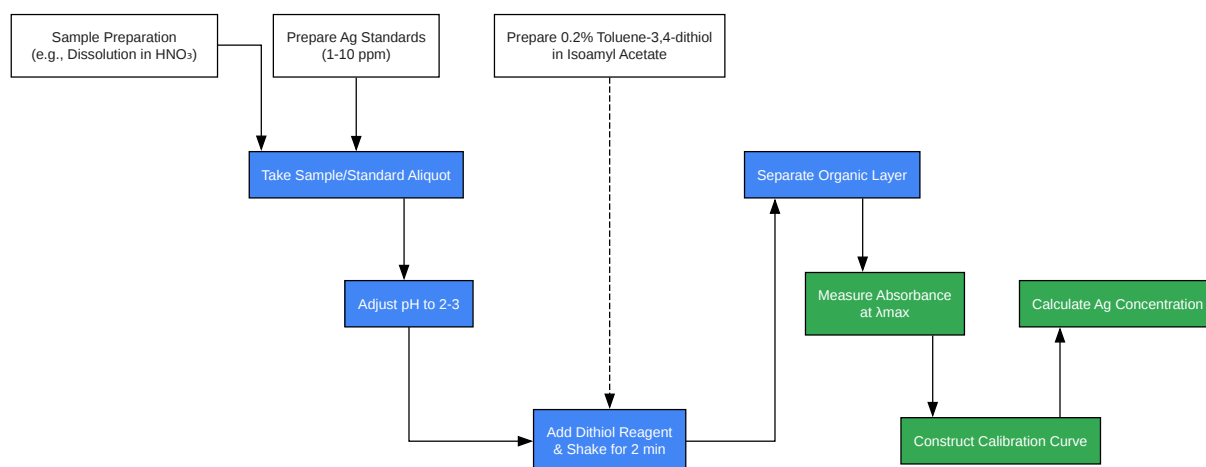 Sample Preparation
(e.g., Dissolution in HNO₃)
Prepare Ag Standards
(1-10 ppm)
Prepare 0.2% Toluene-3,4-dithiol
in Isoamyl Acetate
Take Sample/Standard Aliquot
Separate Organic Layer
Adjust pH to 2-3
Measure Absorbance
at λmax
Calculate Ag Concentration
Add Dithiol Reagent
& Shake for 2 min
Construct Calibration Curve